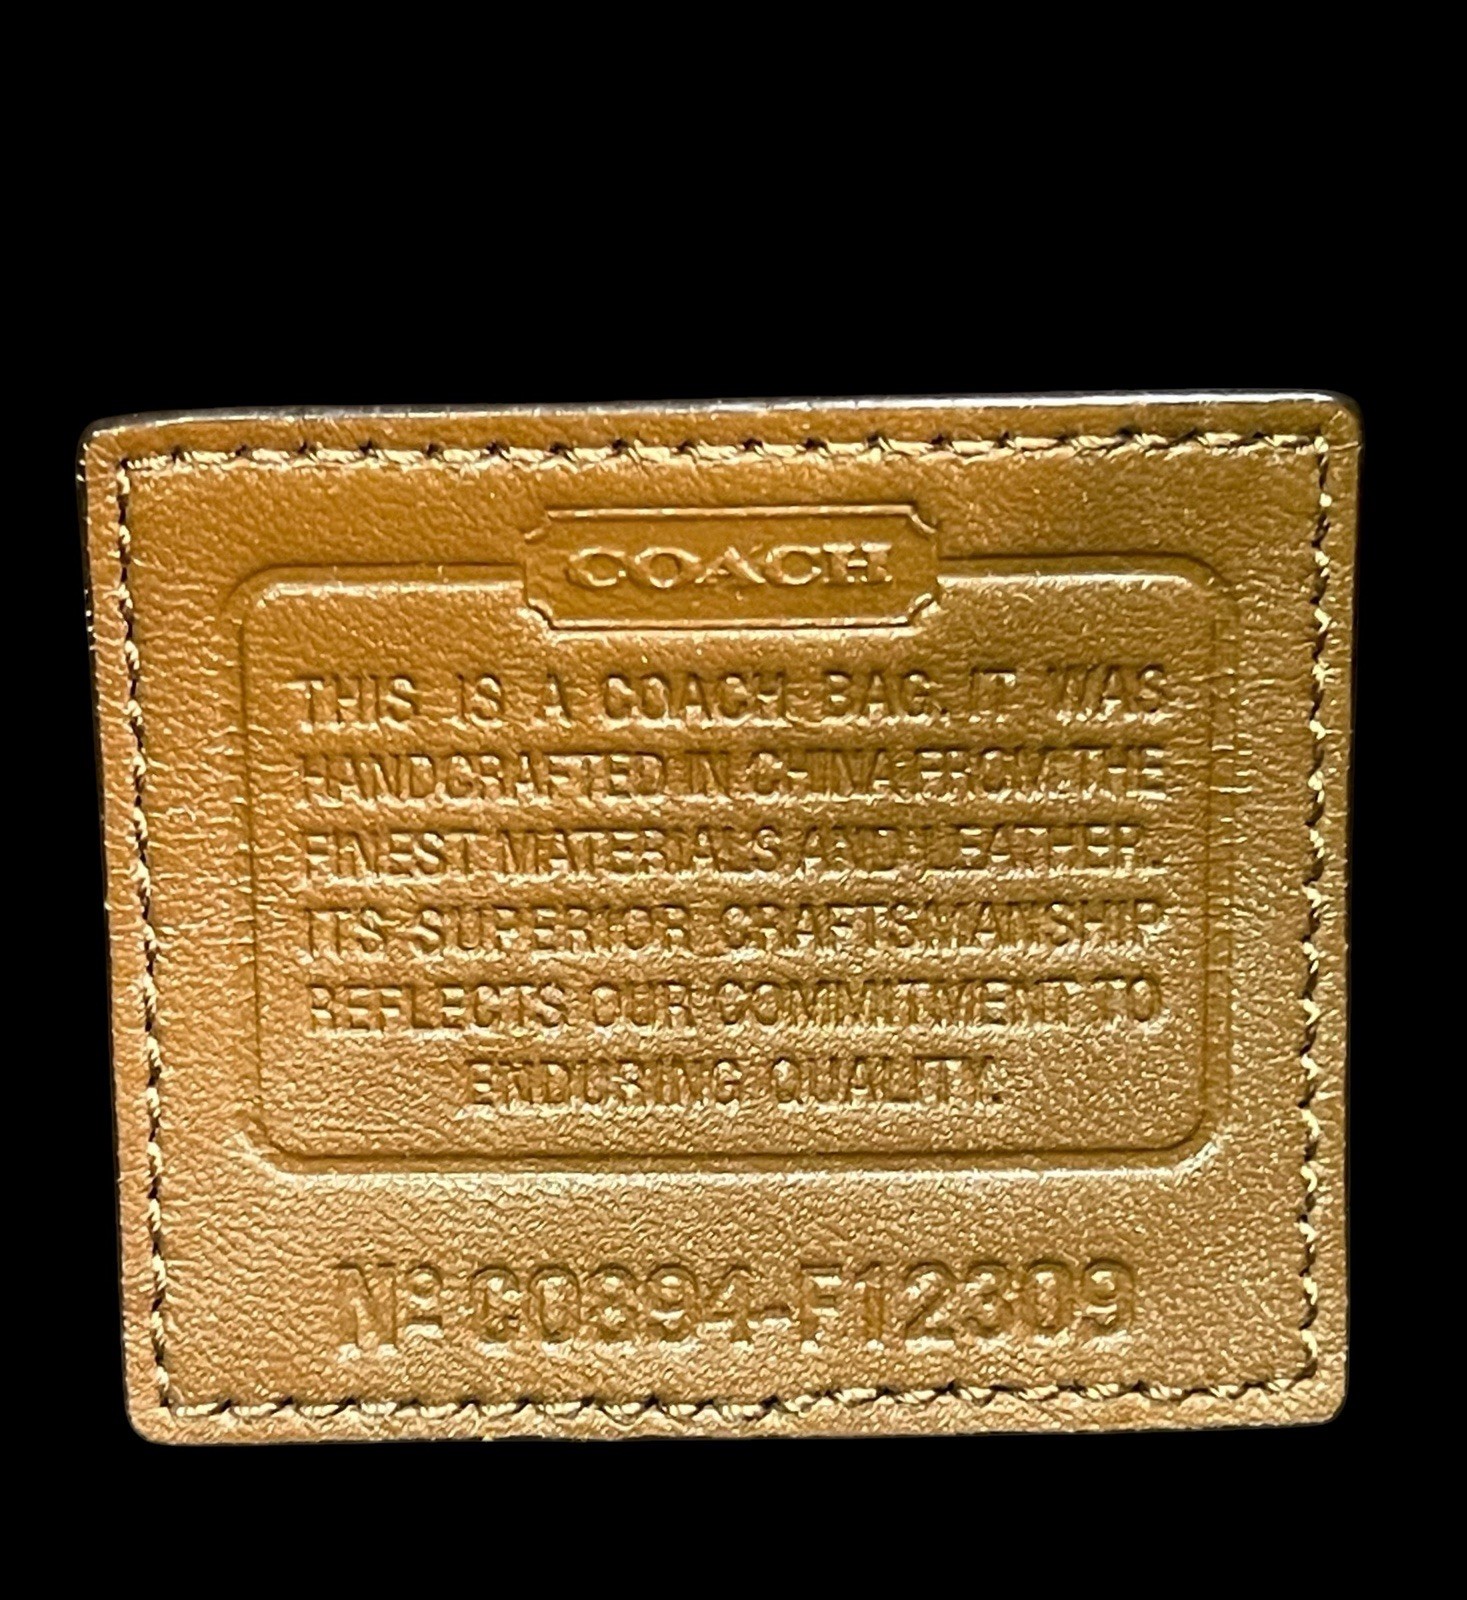 COACH
THIS IS A COACH BAG. IT WAS
HANDCRAFTED IN CHINA FROM THE
FINEST MATERIALS AND LEATHER.
ITS SUPERIOR CRAFTSMANSHIP
REFLECTS OUR COMMITMENT TO
ENDURING QUALITY.
Nº C0894-F12309